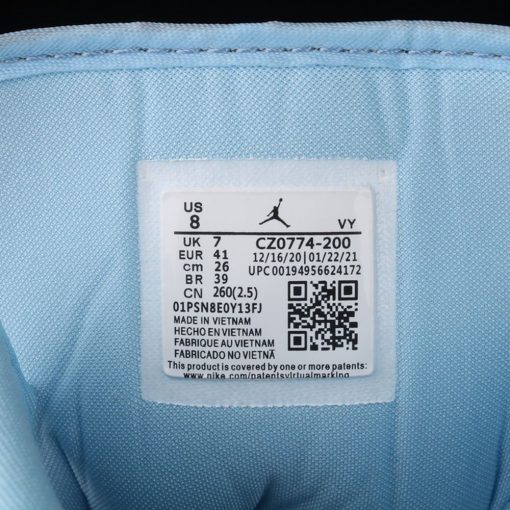 US
8
VY
UK 7
EUR 41
cm 26
BR 39
CN 260(2.5)
CZ0774-200
12/16/20 | 01/22/21
UPC00194956624172
01PSN8E0Y13FJ
MADE IN VIETNAM
HECHO EN VIETNAM
FABRIQUE AU VIETNAM
FABRICADO NO VIETNÃ
This product is covered by one or more patents:
www.nike.com/patentsvirtualmarking